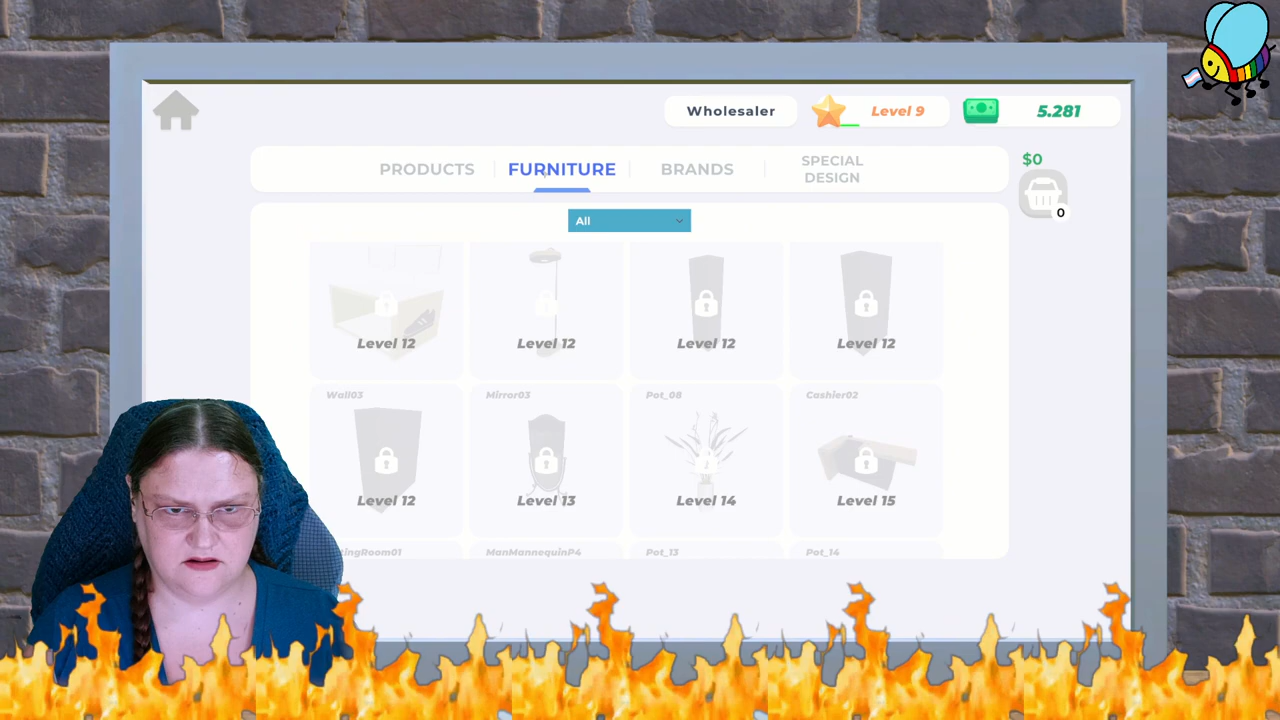 Wholesaler
Level 9
5.281
PRODUCTS
FURNITURE
BRANDS
SPECIAL
DESIGN
$0
0
All
Level 12
Level 12
Level 12
Level 12
Wall03
Mirror03
Pot_08
Cashier02
Level 12
Level 13
Level 14
Level 15
tingRoom01
ManMannequinP4
Pot_13
Pot_14